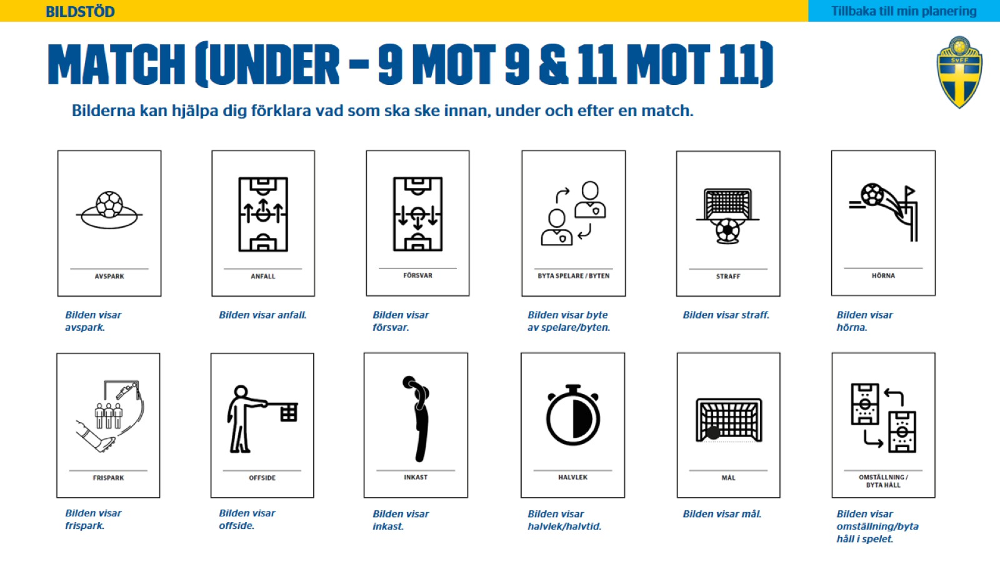 BILDSTÖD
Tillbaka till min planering
MATCH (UNDER – 9 MOT 9 & 11 MOT 11)
SvFF
Bilderna kan hjälpa dig förklara vad som ska ske innan, under och efter en match.
AVSPARK
ANFALL
FÖRSVAR
BYTA SPELARE / BYTEN
STRAFF
HÖRNA
Bilden visar
avspark.
Bilden visar anfall.
Bilden visar
försvar.
Bilden visar byte
av spelare/byten.
Bilden visar straff.
Bilden visar
hörna.
FRISPARK
OFFSIDE
INKAST
HALVLEK
MÅL
OMSTÄLLNING /
BYTA HÅLL
Bilden visar
frispark.
Bilden visar
offside.
Bilden visar
inkast.
Bilden visar
halvlek/halvtid.
Bilden visar mål.
Bilden visar
omställning/byta
håll i spelet.